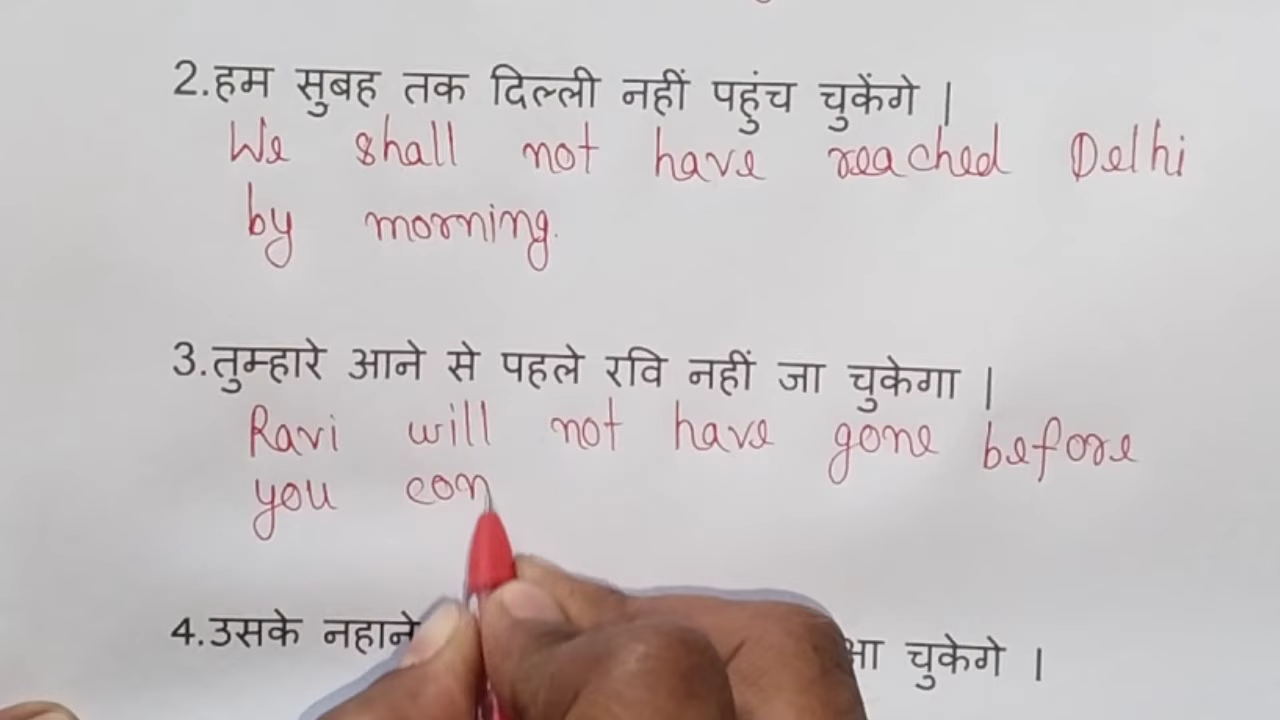 2.हम सुबह तक दिल्ली नहीं पहुंच चुकेंगे |
We shall not have reached Delhi
by morning.
3.तुम्हारे आने से पहले रवि नहीं जा चुकेगा |
Ravi will not have gone before
you com
4.उसके नहाने चुकेगे |